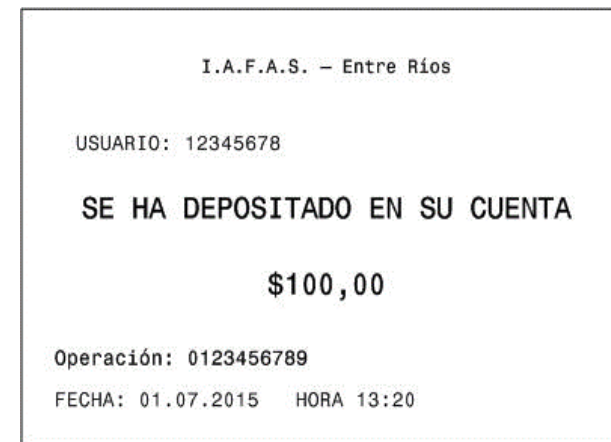 I.A.F.A.S. – Entre Ríos
USUARIO: 12345678
SE HA DEPOSITADO EN SU CUENTA
$100,00
Operación: 0123456789
FECHA: 01.07.2015 HORA 13:20